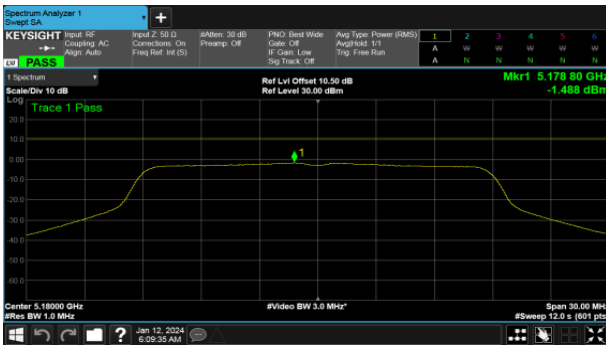 Spectrum Analyzer 1
Swept SA
+
KEYSIGHT Input: RF Input Z: 50 Ω #Atten: 30 dB PNO: Best Wide Avg Type: Power (RMS) 1 2 3 4 5 6
Coupling: AC Corrections: On Preamp: Off Gate: Off Avg|Hold: 1/1 A W W W W W
Align: Auto Freq Ref: Int (S) IF Gain: Low Trig: Free Run
LXI PASS Sig Track: Off A N N N N N
1 Spectrum Ref Lvl Offset 10.50 dB Mkr1 5.178 80 GHz
Scale/Div 10 dB Ref Level 30.00 dBm -1.488 dBm
Log Trace 1 Pass
20.0
10.0
1
0.00
-10.0
-20.0
-30.0
-40.0
-50.0
-60.0
Center 5.18000 GHz #Video BW 3.0 MHz* Span 30.00 MHz
#Res BW 1.0 MHz #Sweep 12.0 s (601 pts
? Jan 12, 2024
6:09:35 AM